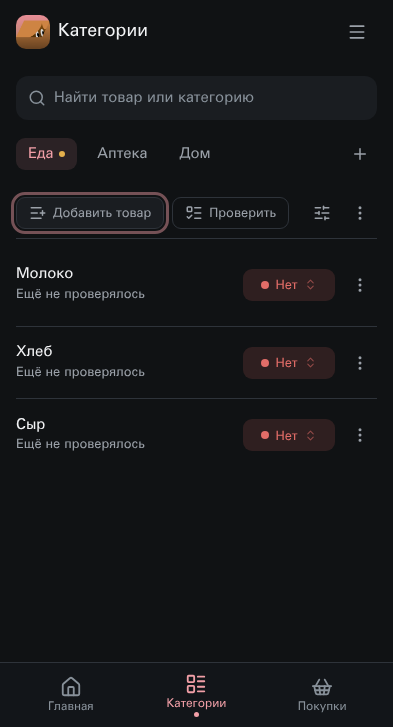 Категории
Найти товар или категорию
Еда
Аптека
Дом
Добавить товар
Проверить
Молоко
Ещё не проверялось
Нет
Хлеб
Ещё не проверялось
Нет
Сыр
Ещё не проверялось
Нет
Главная
Категории
Покупки